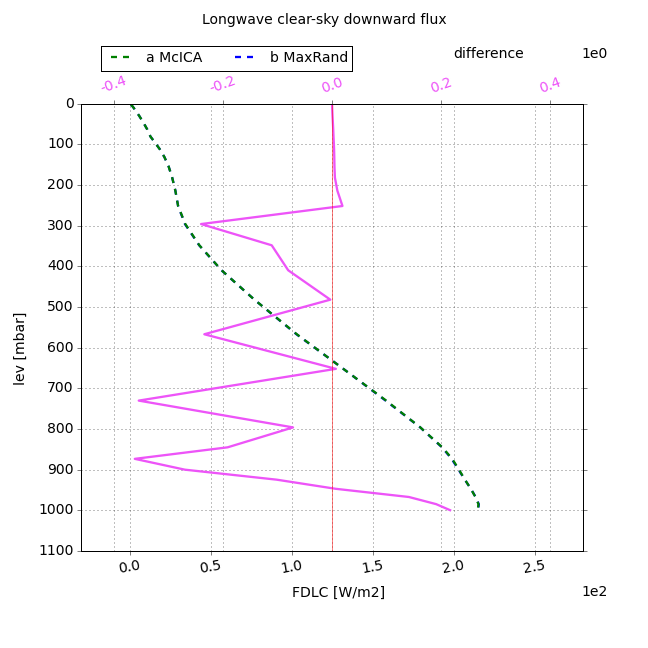 Longwave clear-sky downward flux
a McICA b MaxRand difference 1e0
-0.4 -0.2 0.0 0.2 0.4
0
100
200
300
400
500
600
700
800
900
1000
1100
lev [mbar]
0.0 0.5 1.0 1.5 2.0 2.5
FDLC [W/m2] 1e2